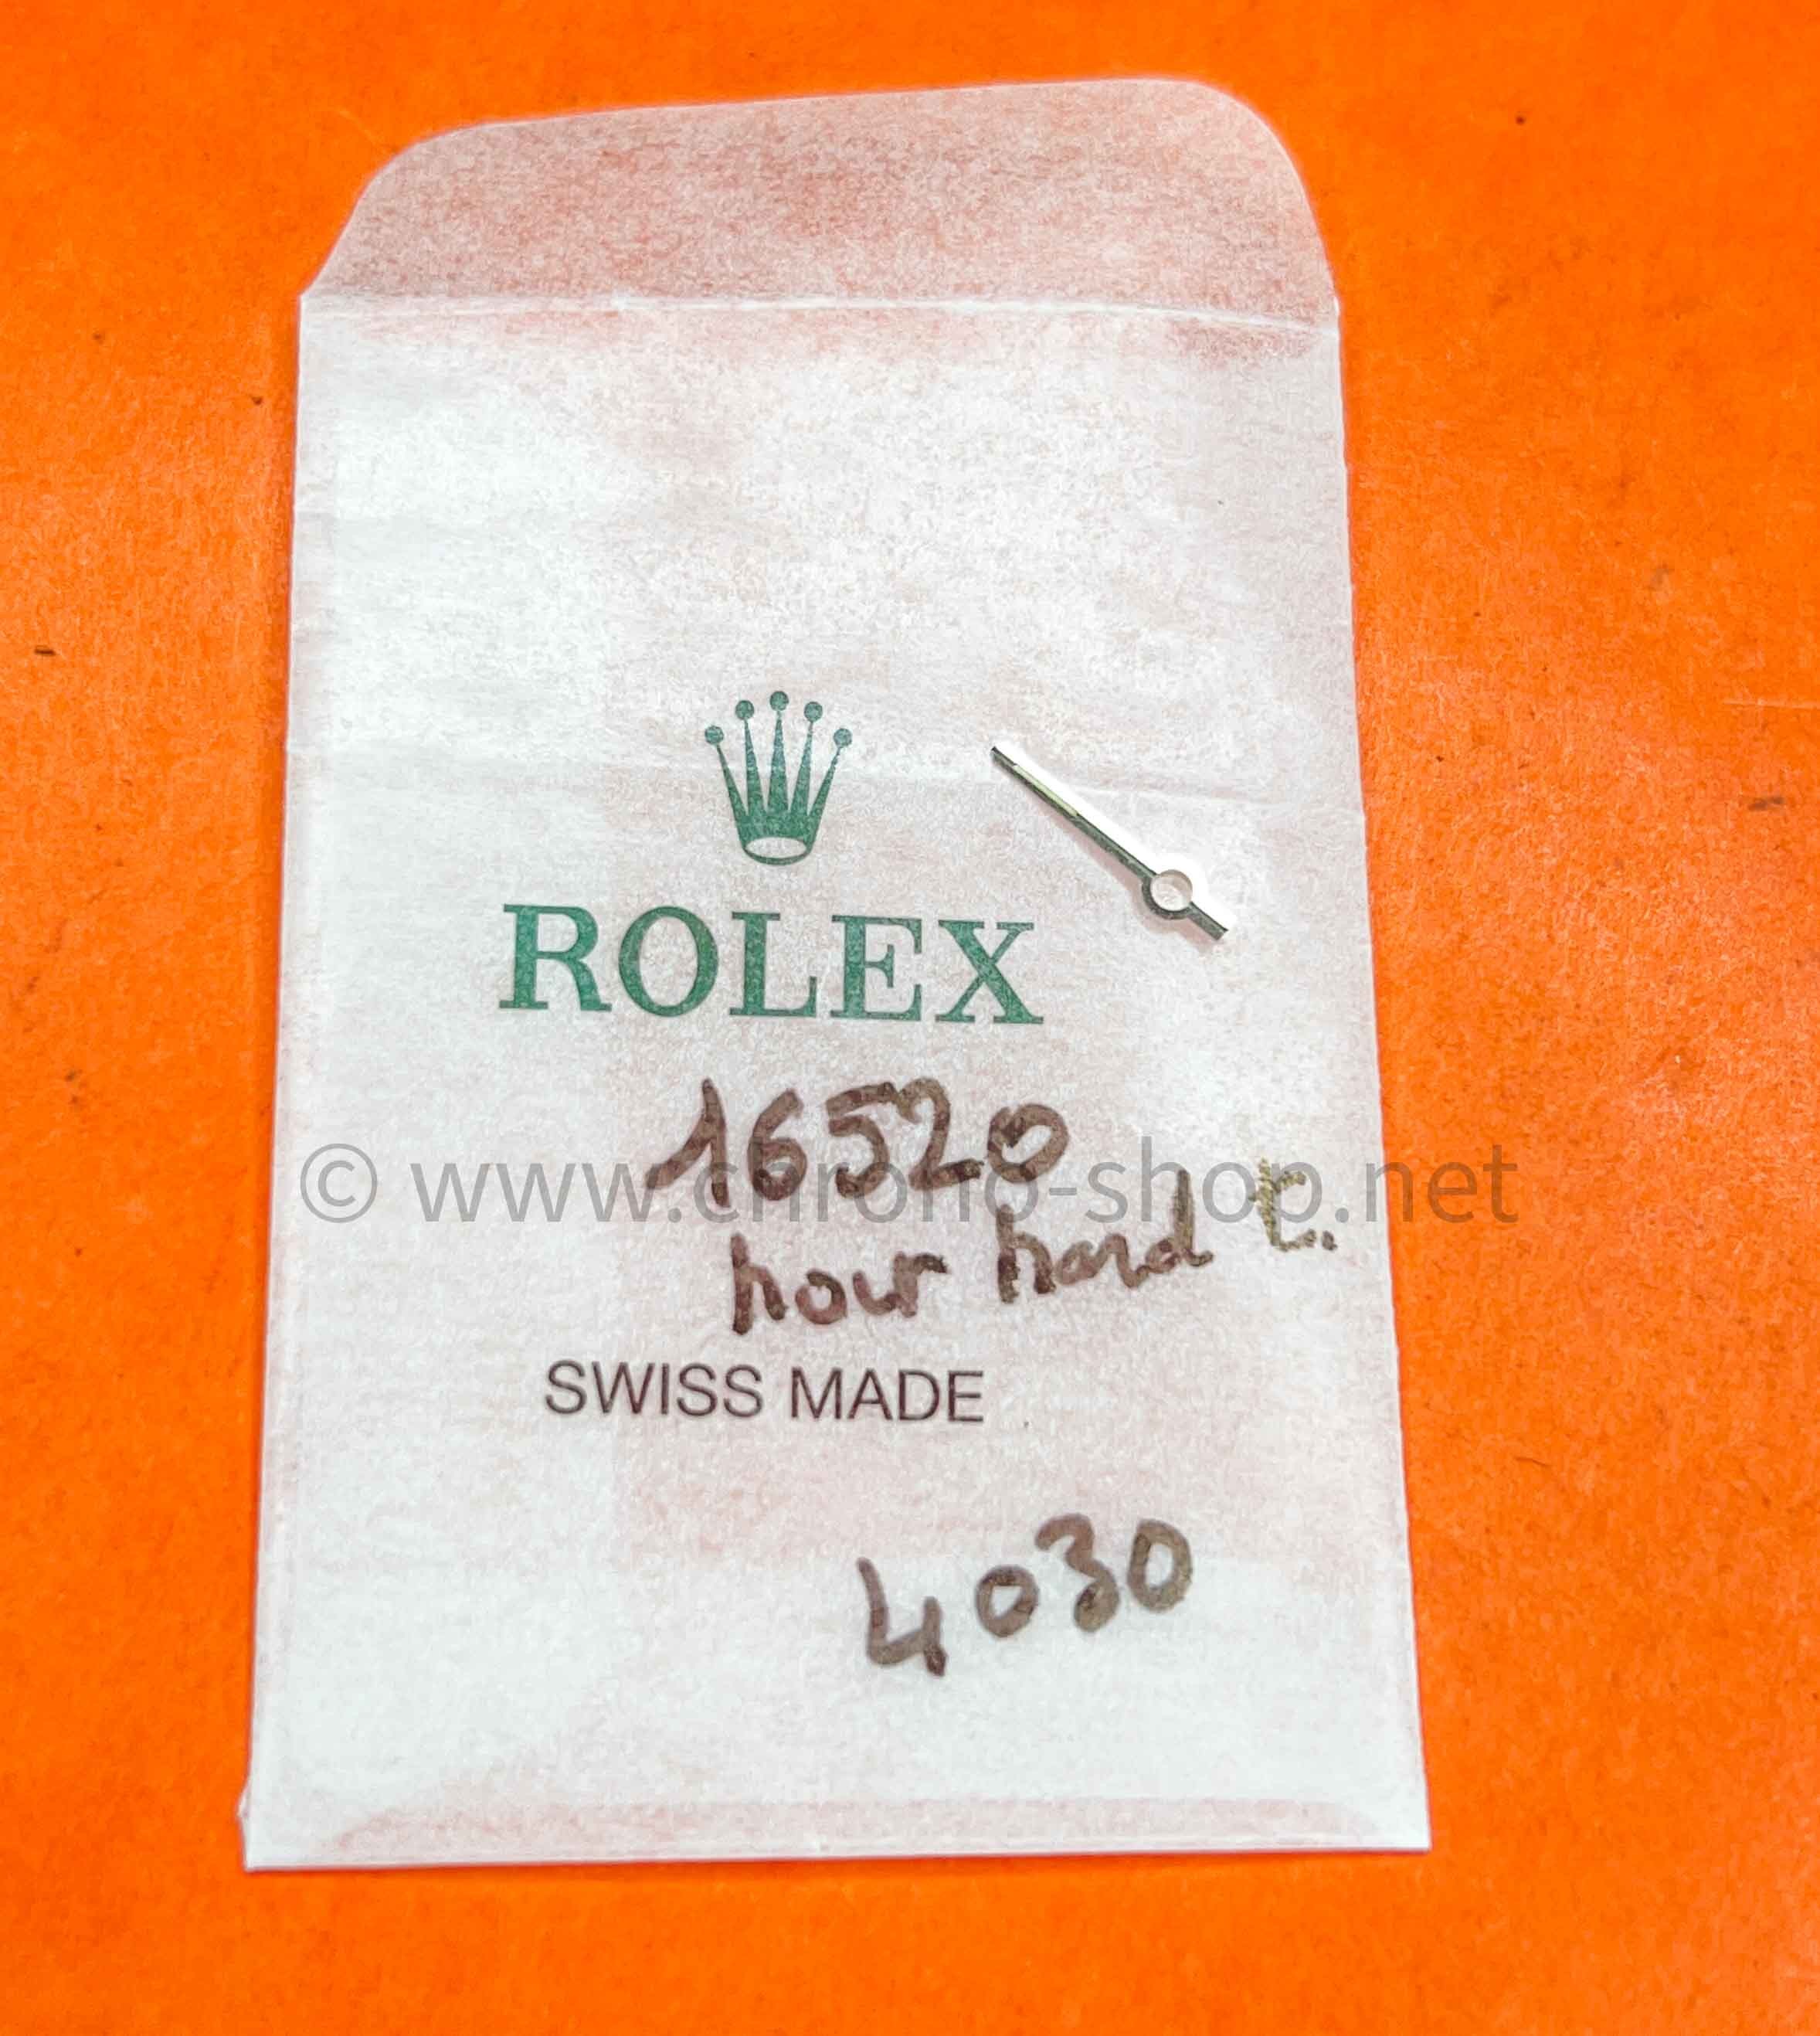 ROLEX
16520
© www.chrono-shop.net
hour hand t.
SWISS MADE
4030